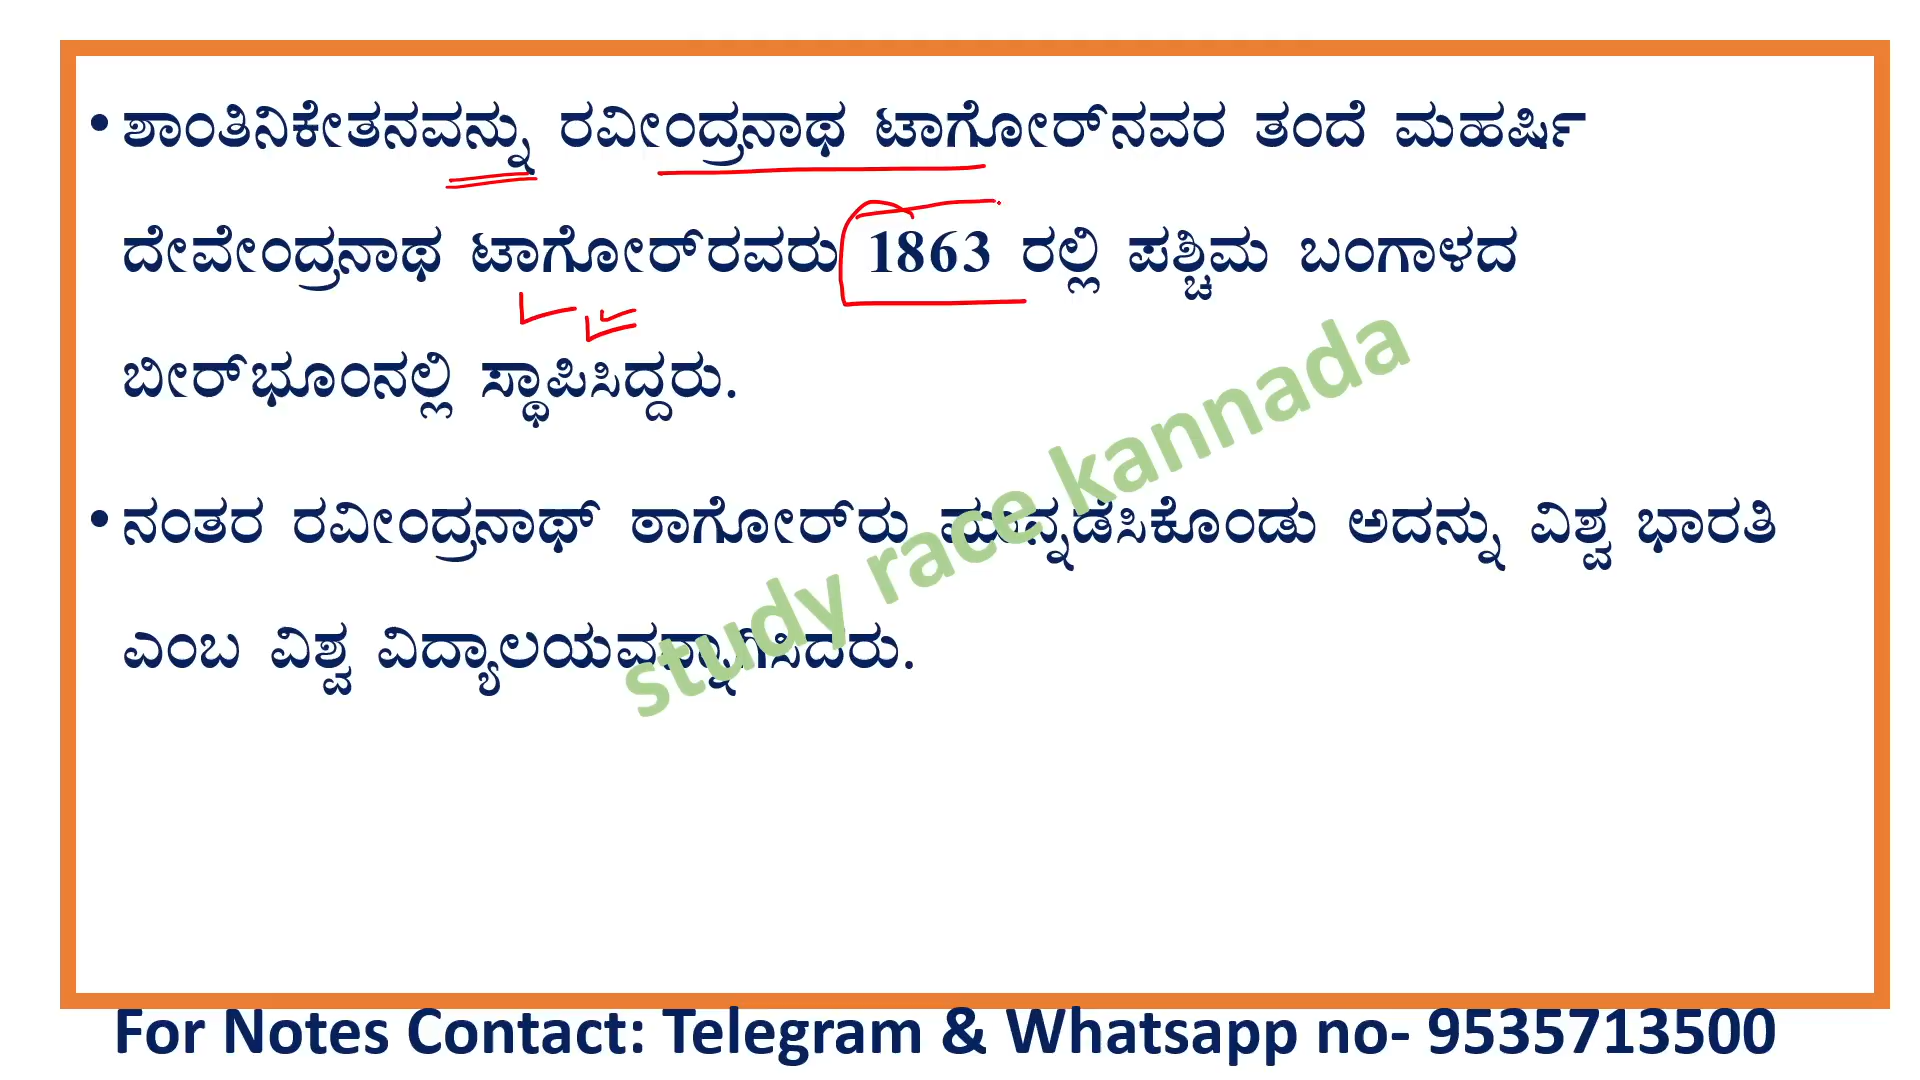 • ಶಾಂತಿನಿಕೇತನವನ್ನು ರವೀಂದ್ರನಾಥ ಟಾಗೋರ್‌ನವರ ತಂದೆ ಮಹರ್ಷಿ
ದೇವೇಂದ್ರನಾಥ ಟಾಗೋರ್‌ರವರು 1863 ರಲ್ಲಿ ಪಶ್ಚಿಮ ಬಂಗಾಳದ
ಬೀರ್‌ಭೂಂನಲ್ಲಿ ಸ್ಥಾಪಿಸಿದ್ದರು.
• ನಂತರ ರವೀಂದ್ರನಾಥ್ ಠಾಗೋರ್‌ರು ಮುನ್ನಡೆಸಿಕೊಂಡು ಅದನ್ನು ವಿಶ್ವ ಭಾರತಿ
ಎಂಬ ವಿಶ್ವ ವಿದ್ಯಾಲಯವನ್ನಾಗಿಸಿದರು.
study race kannada
For Notes Contact: Telegram & Whatsapp no- 9535713500